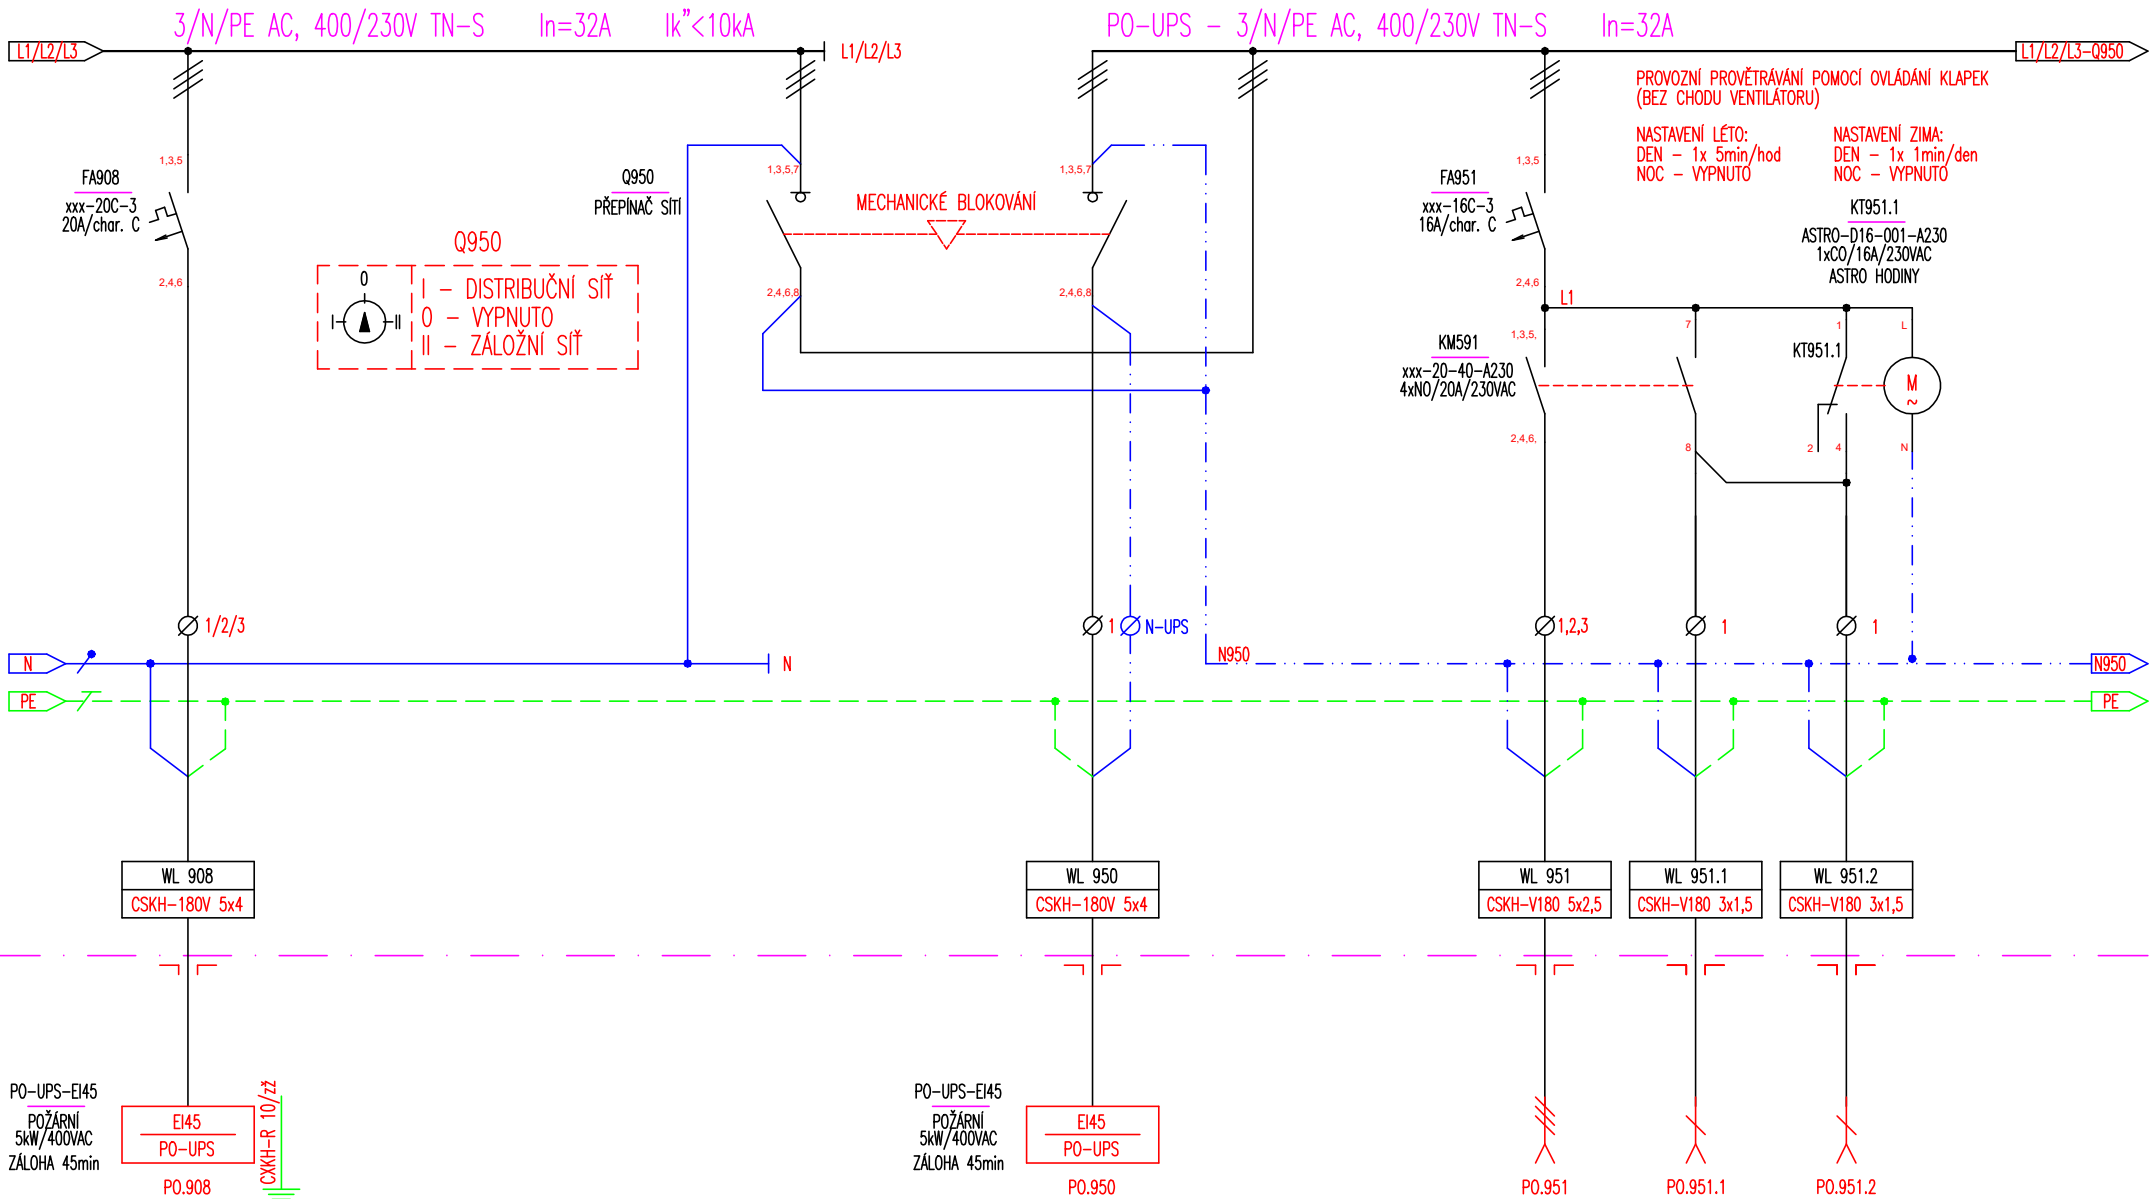 3/N/PE AC, 400/230V TN-S In=32A Ik"<10kA
PO-UPS - 3/N/PE AC, 400/230V TN-S In=32A
L1/L2/L3
L1/L2/L3
L1/L2/L3-Q950
PROVOZNÍ PROVĚTRÁVÁNÍ POMOCÍ OVLÁDÁNÍ KLAPEK
(BEZ CHODU VENTILÁTORU)
NASTAVENÍ LÉTO:
DEN - 1x 5min/hod
NOC - VYPNUTO
NASTAVENÍ ZIMA:
DEN - 1x 1min/den
NOC - VYPNUTO
1,3,5
FA908
xxx-20C-3
20A/char. C
2,4,6
Q950
PŘEPÍNAČ SÍTÍ
1,3,5,7
1,3,5,7
MECHANICKÉ BLOKOVÁNÍ
2,4,6,8
2,4,6,8
Q950
0
I
II
I - DISTRIBUČNÍ SÍŤ
0 - VYPNUTO
II - ZÁLOŽNÍ SÍŤ
1,3,5
FA951
xxx-16C-3
16A/char. C
2,4,6
KT951.1
ASTRO-D16-001-A230
1xCO/16A/230VAC
ASTRO HODINY
L1
1,3,5,
7
1
L
KM591
xxx-20-40-A230
4xNO/20A/230VAC
KT951.1
M
~
2,4,6,
8
2
4
N
1/2/3
1
N-UPS
1,2,3
1
1
N
N
N950
N950
PE
PE
WL 908
CSKH-180V 5x4
WL 950
CSKH-180V 5x4
WL 951
CSKH-V180 5x2,5
WL 951.1
CSKH-V180 3x1,5
WL 951.2
CSKH-V180 3x1,5
PO-UPS-EI45
POŽÁRNÍ
5kW/400VAC
ZÁLOHA 45min
EI45
PO-UPS
CXKH-R 10/zž
PO.908
PO-UPS-EI45
POŽÁRNÍ
5kW/400VAC
ZÁLOHA 45min
EI45
PO-UPS
PO.950
PO.951
PO.951.1
PO.951.2